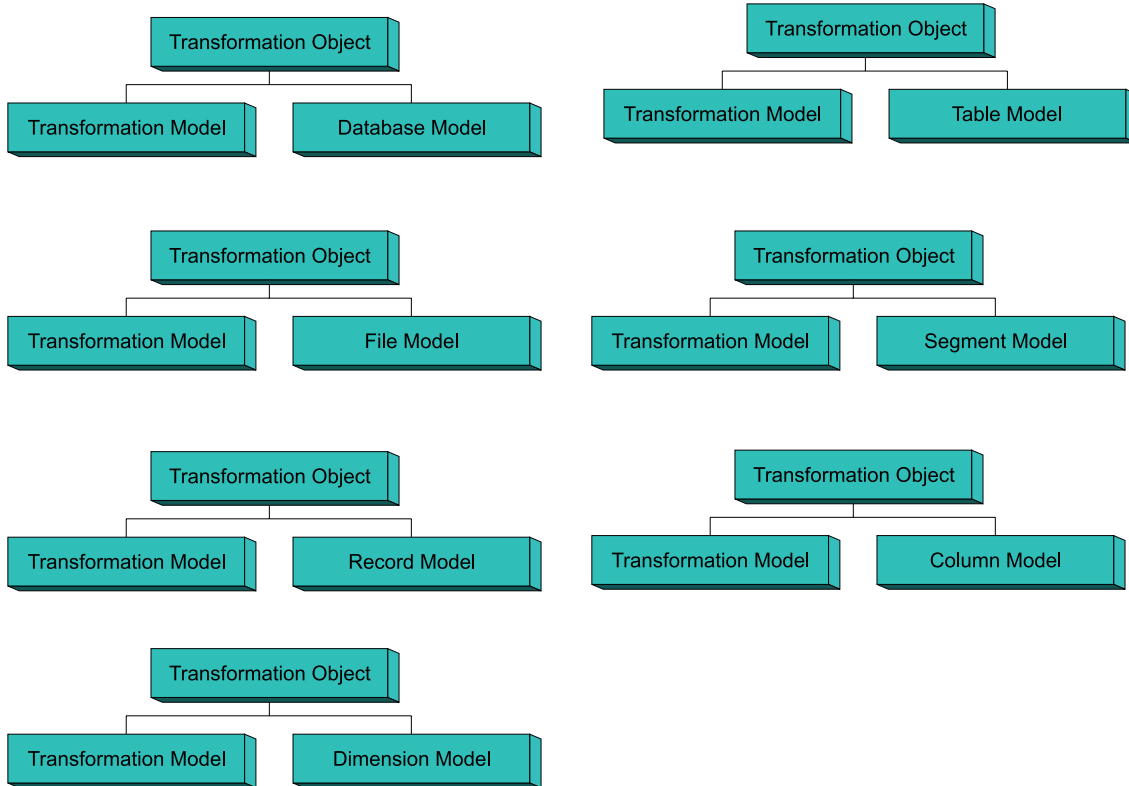 Transformation Object
Transformation Model
Database Model
Transformation Object
Transformation Model
Table Model
Transformation Object
Transformation Model
File Model
Transformation Object
Transformation Model
Segment Model
Transformation Object
Transformation Model
Record Model
Transformation Object
Transformation Model
Column Model
Transformation Object
Transformation Model
Dimension Model